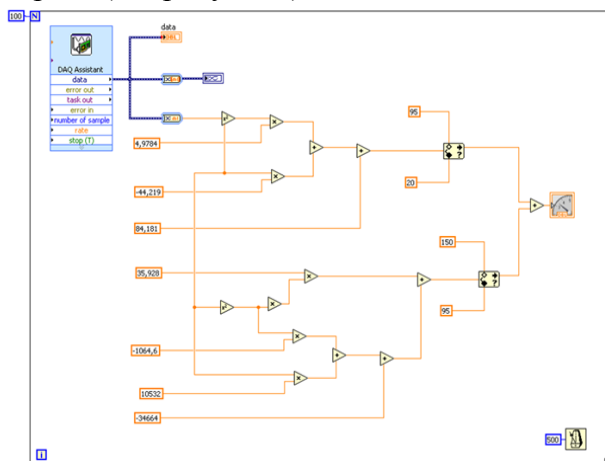 100
N
data
DBL
DAQ Assistant
data
error out
task out
error in
number of sample
rate
stop (T)
95
4,9784
20
-44,219
84,181
150
35,928
95
-1064,6
10532
-34664
500
i